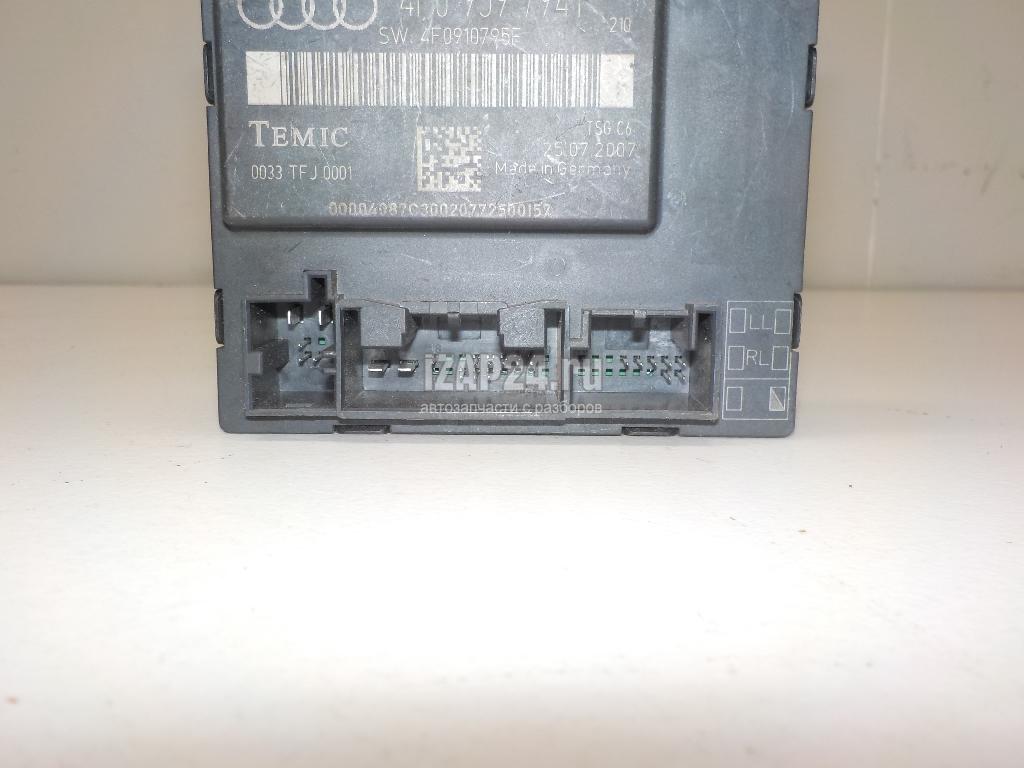 210
SW. 4F0910795F
TEMIC
TSG C6
25.07.2007
0033 TFJ 0001
Made in Germany
LL
RL
iZAP24.ru
автозапчасти с разборов